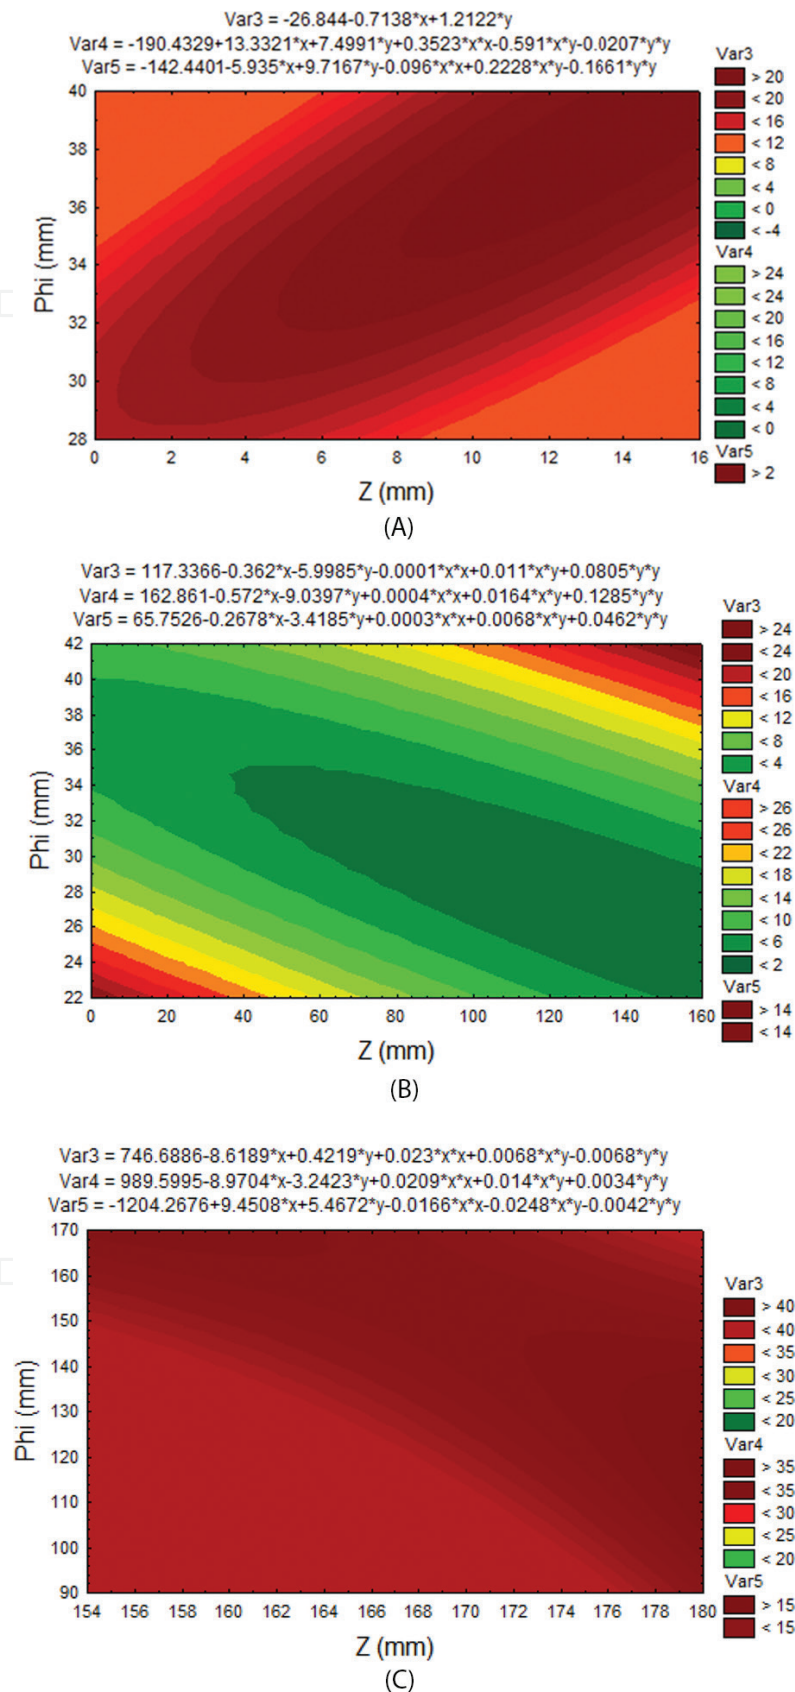 Var3 = -26.844-0.7138*x+1.2122*y
Var4 = -190.4329+13.3321*x+7.4991*y+0.3523*x*x-0.591*x*y-0.0207*y*y
Var5 = -142.4401-5.935*x+9.7167*y-0.096*x*x+0.2228*x*y-0.1661*y*y
40
38
36
34
32
30
28
Phi (mm)
0 2 4 6 8 10 12 14 16
Z (mm)
Var3
> 20
< 20
< 16
< 12
< 8
< 4
< 0
< -4
Var4
> 24
< 24
< 20
< 16
< 12
< 8
< 4
< 0
Var5
> 2
(A)
Var3 = 117.3366-0.362*x-5.9985*y-0.0001*x*x+0.011*x*y+0.0805*y*y
Var4 = 162.861-0.572*x-9.0397*y+0.0004*x*x+0.0164*x*y+0.1285*y*y
Var5 = 65.7526-0.2678*x-3.4185*y+0.0003*x*x+0.0068*x*y+0.0462*y*y
42
40
38
36
34
32
30
28
26
24
22
Phi (mm)
0 20 40 60 80 100 120 140 160
Z (mm)
Var3
> 24
< 24
< 20
< 16
< 12
< 8
< 4
Var4
> 26
< 26
< 22
< 18
< 14
< 10
< 6
< 2
Var5
> 14
< 14
(B)
Var3 = 746.6886-8.6189*x+0.4219*y+0.023*x*x+0.0068*x*y-0.0068*y*y
Var4 = 989.5995-8.9704*x-3.2423*y+0.0209*x*x+0.014*x*y+0.0034*y*y
Var5 = -1204.2676+9.4508*x+5.4672*y-0.0166*x*x-0.0248*x*y-0.0042*y*y
170
160
150
140
130
120
110
100
90
Phi (mm)
154 156 158 160 162 164 166 168 170 172 174 176 178 180
Z (mm)
Var3
> 40
< 40
< 35
< 30
< 25
< 20
Var4
> 35
< 35
< 30
< 25
< 20
Var5
> 15
< 15
(C)